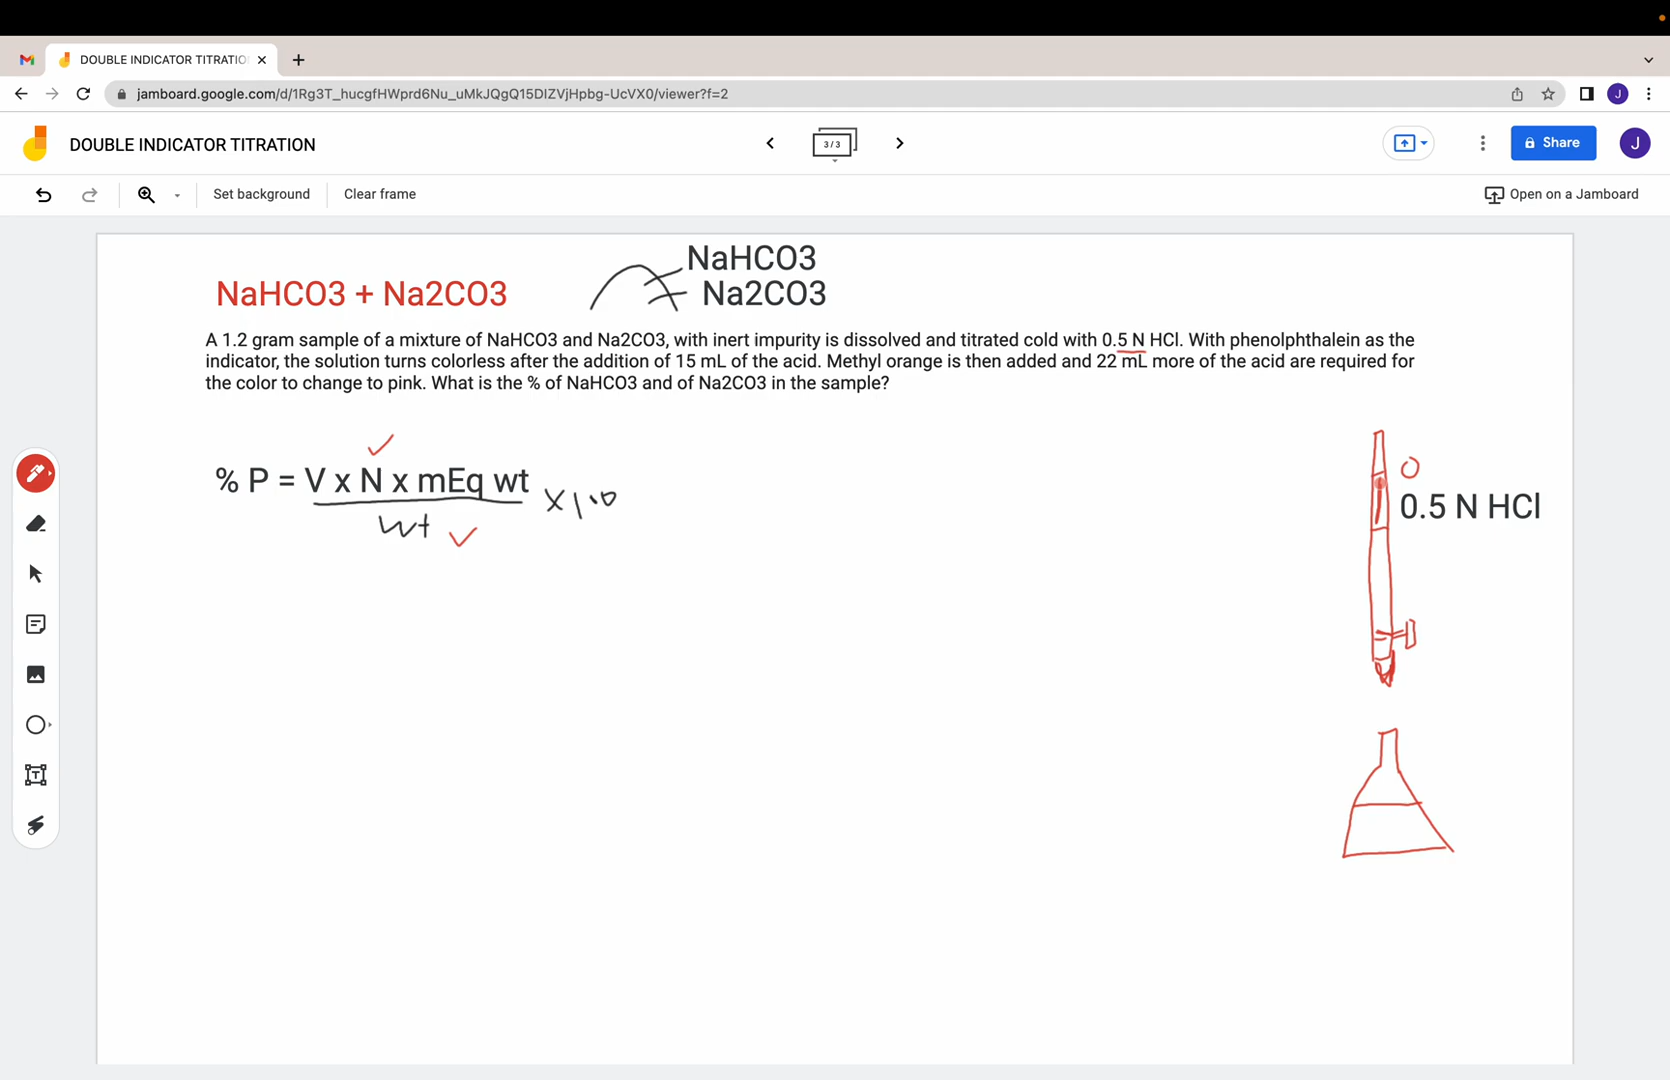 DOUBLE INDICATOR TITRATIO
jamboard.google.com/d/1Rg3T_hucgfHWprd6Nu_uMkJQgQ15DIZVjHpbg-UcVX0/viewer?f=2
J
DOUBLE INDICATOR TITRATION
3 / 3
Share
J
Set background
Clear frame
Open on a Jamboard
NaHCO3
NaHCO3 + Na2CO3
Na2CO3
A 1.2 gram sample of a mixture of NaHCO3 and Na2CO3, with inert impurity is dissolved and titrated cold with 0.5 N HCl. With phenolphthalein as the
indicator, the solution turns colorless after the addition of 15 mL of the acid. Methyl orange is then added and 22 mL more of the acid are required for
the color to change to pink. What is the % of NaHCO3 and of Na2CO3 in the sample?
% P = V x N x mEq wt
x 100
wt
0
0.5 N HCl